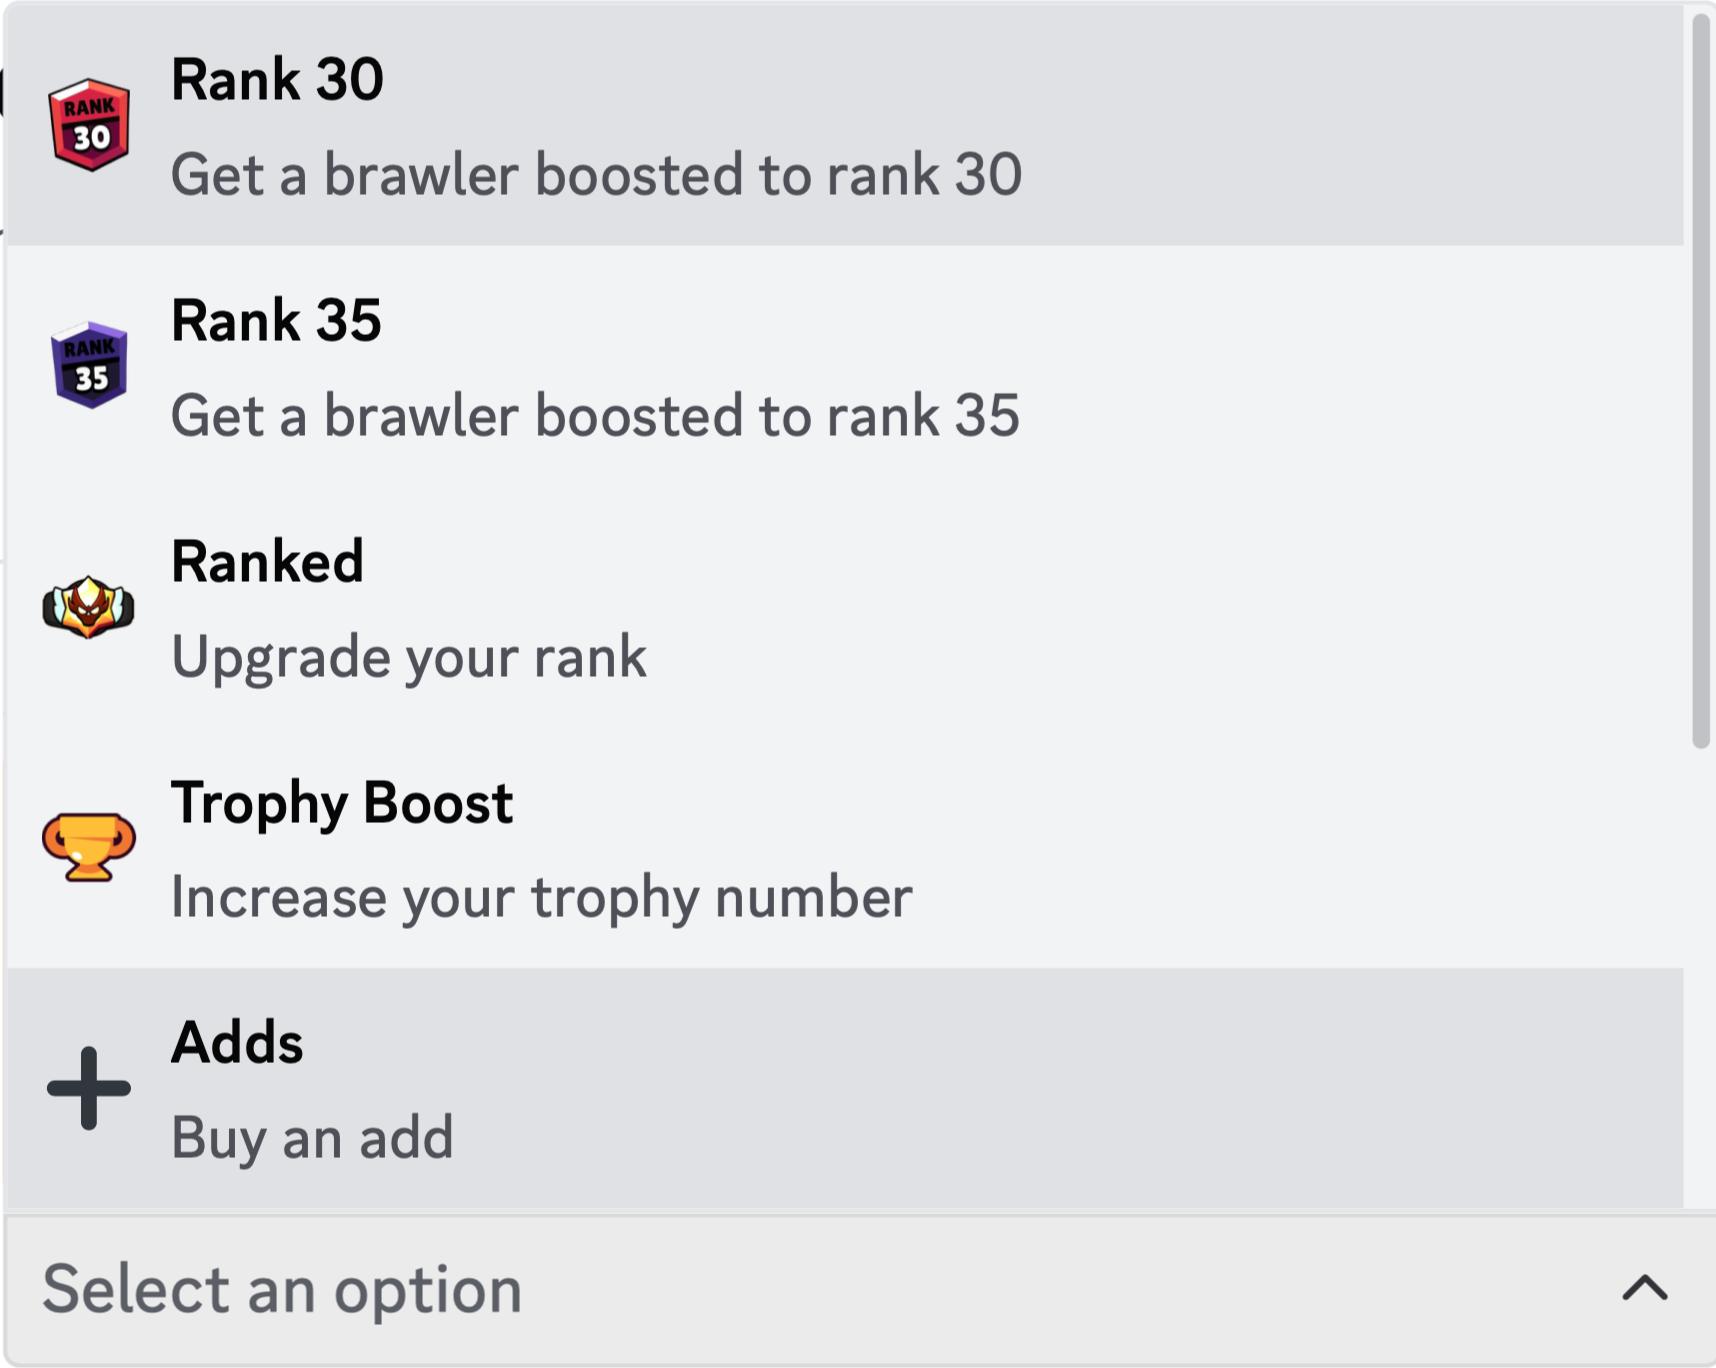 Rank 30
RANK
30
Get a brawler boosted to rank 30
Rank 35
RANK
35
Get a brawler boosted to rank 35
Ranked
Upgrade your rank
Trophy Boost
Increase your trophy number
Adds
Buy an add
Select an option